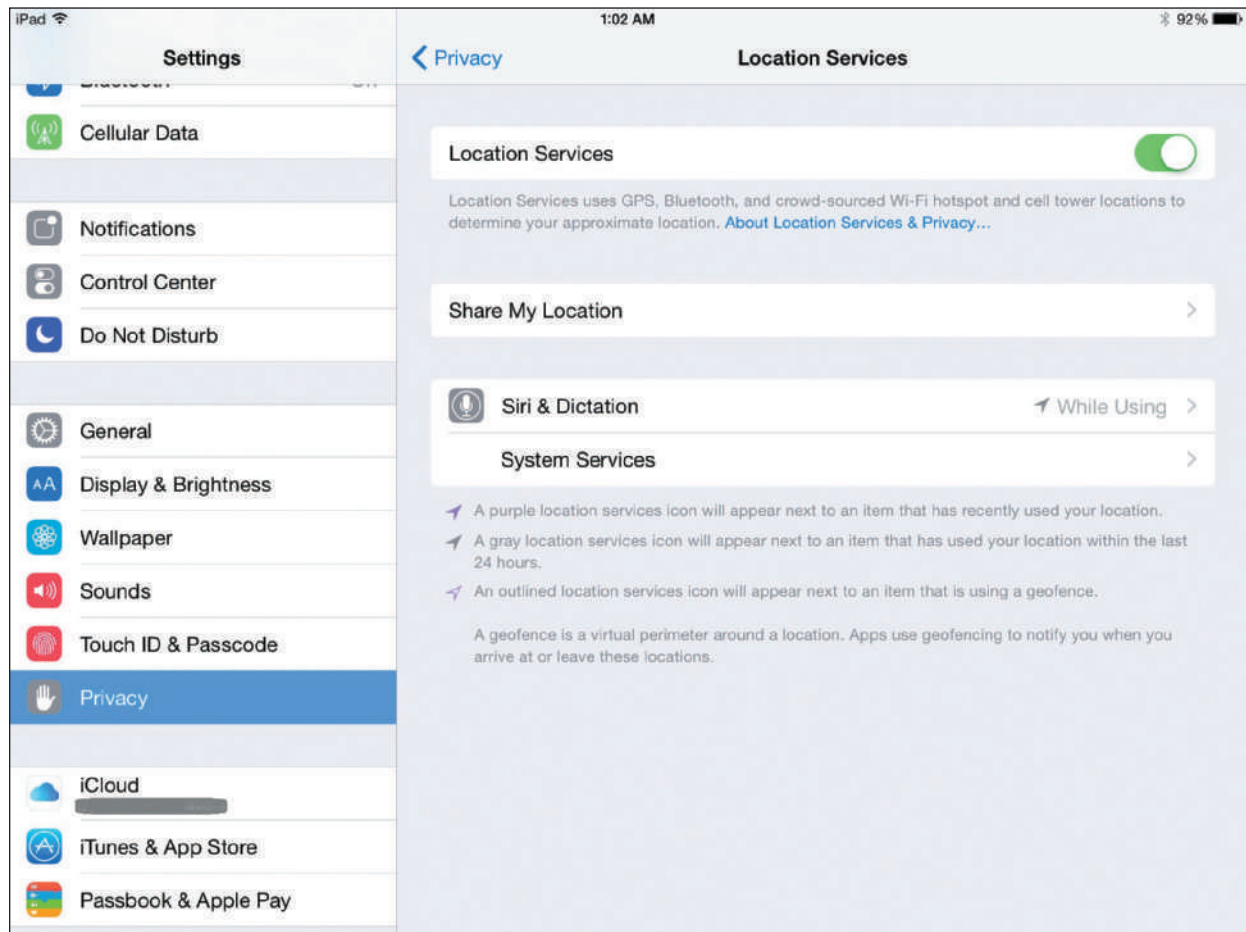 iPad
1:02 AM
92%
Settings
Privacy
Location Services
Bluetooth
Cellular Data
Notifications
Control Center
Do Not Disturb
General
AA
Display & Brightness
Wallpaper
Sounds
Touch ID & Passcode
Privacy
iCloud
iTunes & App Store
Passbook & Apple Pay
Location Services
Location Services uses GPS, Bluetooth, and crowd-sourced Wi-Fi hotspot and cell tower locations to
determine your approximate location. About Location Services & Privacy...
Share My Location
Siri & Dictation
While Using
System Services
A purple location services icon will appear next to an item that has recently used your location.
A gray location services icon will appear next to an item that has used your location within the last
24 hours.
An outlined location services icon will appear next to an item that is using a geofence.
A geofence is a virtual perimeter around a location. Apps use geofencing to notify you when you
arrive at or leave these locations.